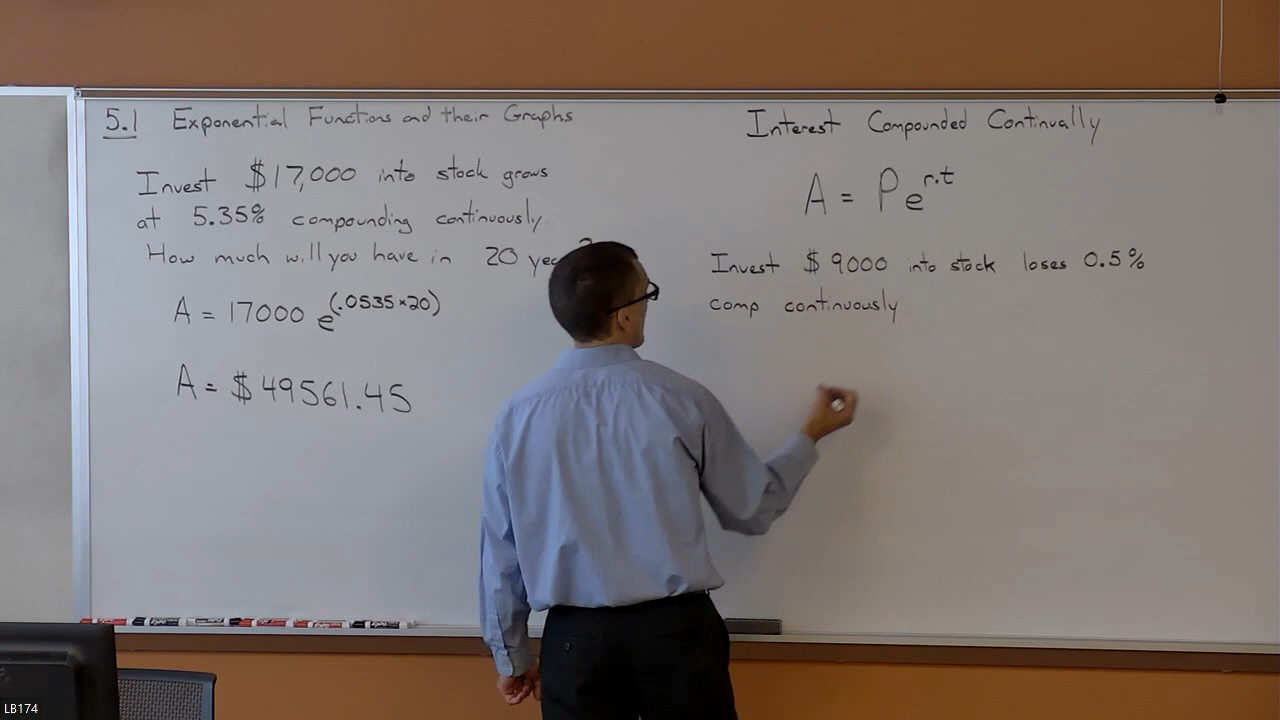 5.1 Exponential Functions and their Graphs
Invest $17,000 into stock grows
at 5.35% compounding continuously.
How much will you have in 20
A = 17000 e^(.0535×20)
A = $49561.45
Interest Compounded Continually
A = Pe^r.t
Invest $9000 into stock loses 0.5%
comp continuously
LB174